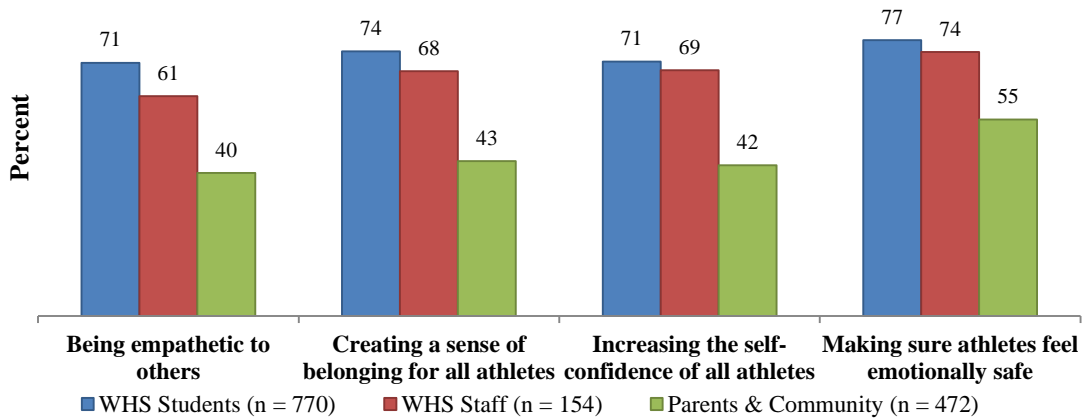 Percent
71
61
40
74
68
43
71
69
42
77
74
55
Being empathetic to
others
Creating a sense of
belonging for all athletes
Increasing the self-
confidence of all athletes
Making sure athletes feel
emotionally safe
WHS Students (n = 770)
WHS Staff (n = 154)
Parents & Community (n = 472)